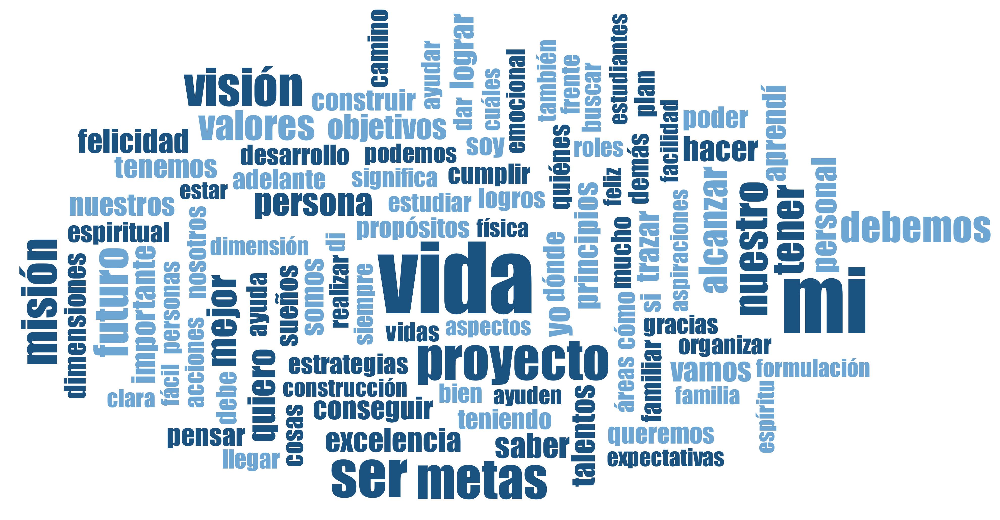 camino
ayudar
lograr
dar
cuáles
emocional
también
frente
buscar
estudiantes
plan
visión
construir
valores
objetivos
felicidad
desarrollo
podemos
soy
quiénes
roles
demás
facilidad
poder
hacer
aprendí
tenemos
adelante
significa
cumplir
feliz
estar
persona
estudiar
logros
nuestros
nosotros
propósitos
física
principios
mucho
trazar
aspiraciones
alcanzar
nuestro
tener
personal
debemos
espiritual
dimensión
di
misión
dimensiones
futuro
importante
personas
mejor
ayuda
sueños
somos
realizar
siempre
vida
dónde
yo
cómo
si
mi
vidas
aspectos
gracias
acciones
fácil
clara
debe
quiero
estrategias
proyecto
áreas
familiar
organizar
vamos
formulación
construcción
bien
ayuden
familia
espíritu
conseguir
cosas
teniendo
talentos
pensar
excelencia
saber
queremos
llegar
expectativas
ser
metas